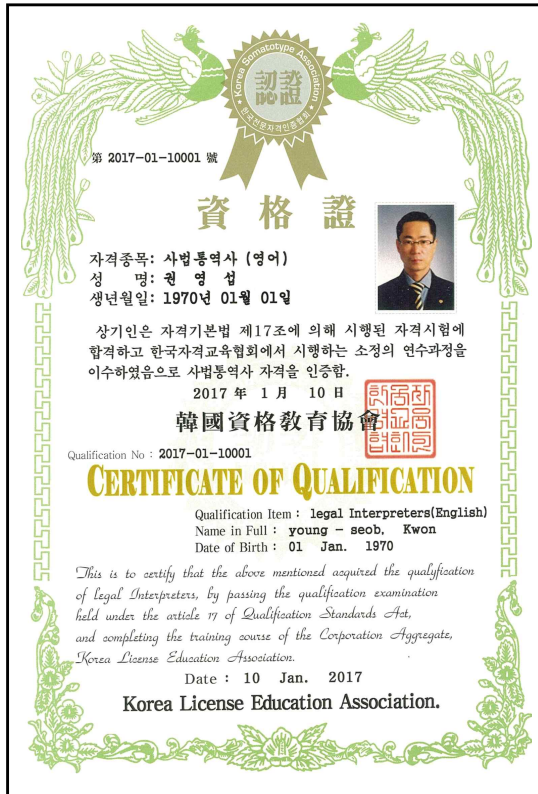 Korea Somatotype Association
認證
한국전문자격인증협회
第 2017-01-10001 號
資格證
자격종목: 사법통역사 (영어)
성 명: 권 영 섭
생년월일: 1970년 01월 01일
상기인은 자격기본법 제17조에 의해 시행된 자격시험에
합격하고 한국자격교육협회에서 시행하는 소정의 연수과정을
이수하였음으로 사법통역사 자격을 인증함.
2017 年 1 月 10 日
韓國資格敎育協會
Qualification No : 2017-01-10001
CERTIFICATE OF QUALIFICATION
Qualification Item : legal Interpreters(English)
Name in Full : young - seob, Kwon
Date of Birth : 01 Jan. 1970
This is to certify that the above mentioned acquired the qualyfication
of legal Interpreters, by passing the qualification examination
held under the article 17 of Qualification Standards Act,
and completing the training course of the Corporation Aggregate,
Korea License Education Association.
Date : 10 Jan. 2017
Korea License Education Association.